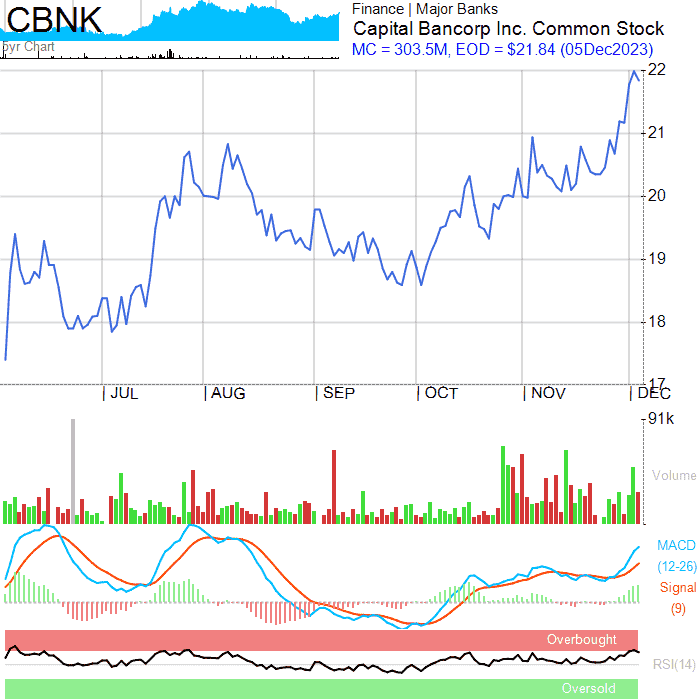 CBNK
5yr Chart
Finance | Major Banks
Capital Bancorp Inc. Common Stock
MC = 303.5M, EOD = $21.84 (05Dec2023)
22
21
20
19
18
17
| JUL | AUG | SEP | OCT | NOV | DEC
91k
Volume
MACD
(12-26)
Signal
(9)
Overbought
RSI(14)
Oversold